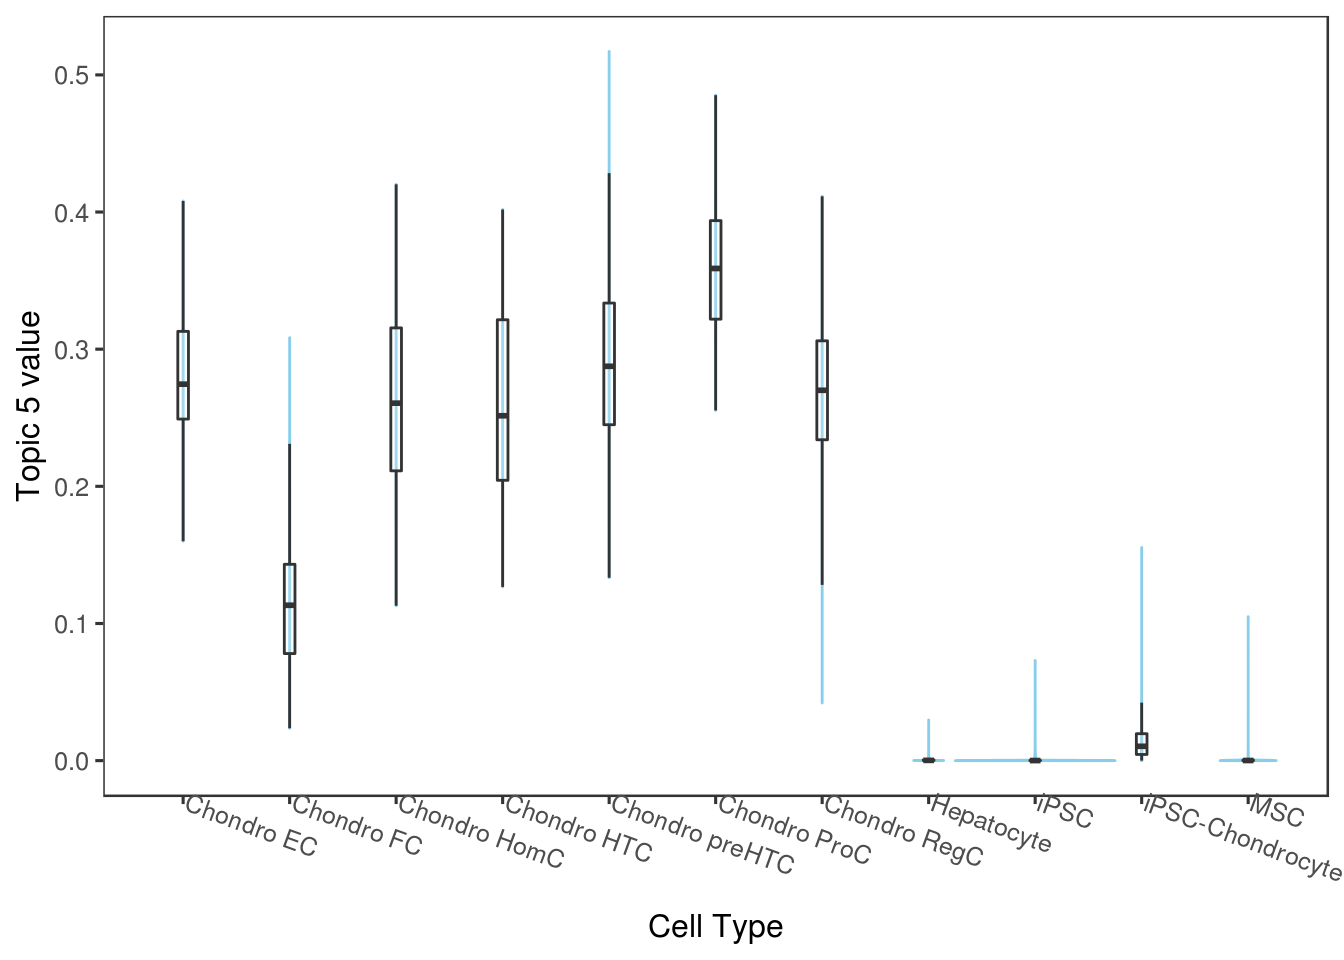 0.5
0.4
0.3
0.2
0.1
0.0
Topic 5 value
Chondro EC
Chondro FC
Chondro HomC
Chondro HTC
Chondro preHTC
Chondro ProC
Chondro RegC
Hepatocyte
iPSC
iPSC-Chondrocyte
MSC
Cell Type